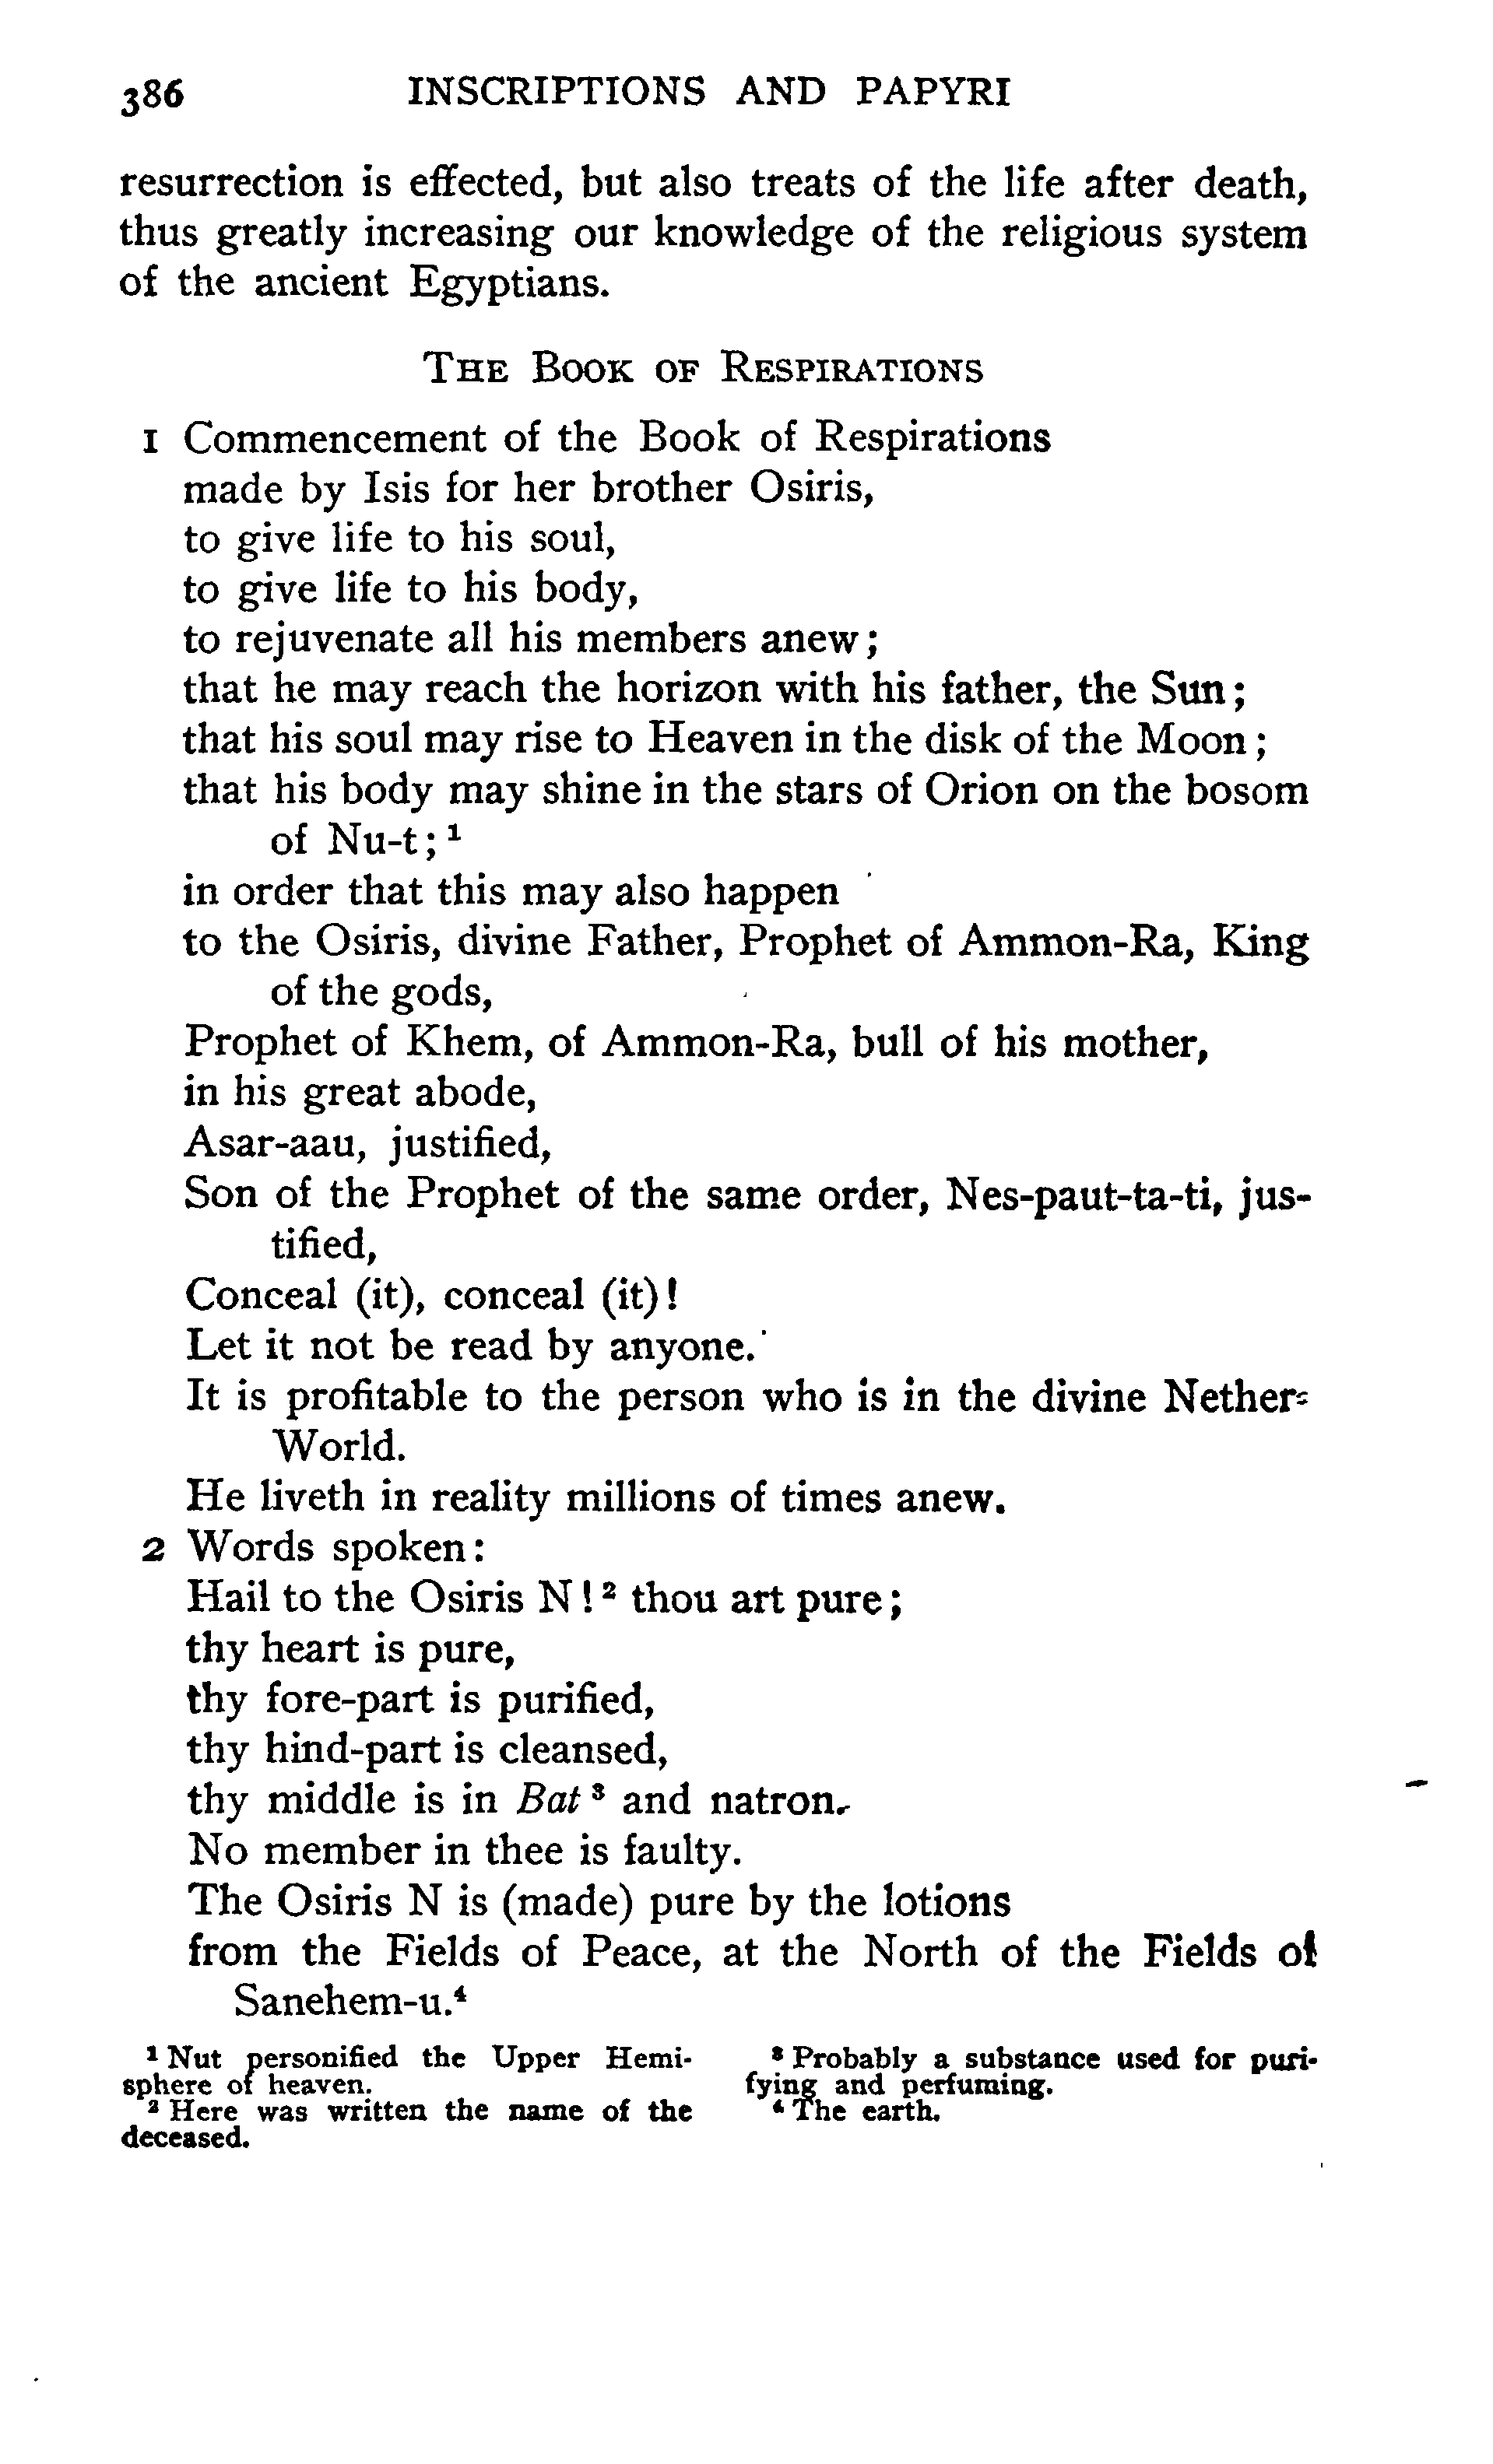 386 INSCRIPTIONS AND PAPYRI
resurrection is effected, but also treats of the life after death,
thus greatly increasing our knowledge of the religious system
of the ancient Egyptians.
THE BOOK OF RESPIRATIONS
1 Commencement of the Book of Respirations
made by Isis for her brother Osiris,
to give life to his soul,
to give life to his body,
to rejuvenate all his members anew;
that he may reach the horizon with his father, the Sun;
that his soul may rise to Heaven in the disk of the Moon;
that his body may shine in the stars of Orion on the bosom
of Nu-t;¹
in order that this may also happen
to the Osiris, divine Father, Prophet of Ammon-Ra, King
of the gods,
Prophet of Khem, of Ammon-Ra, bull of his mother,
in his great abode,
Asar-aau, justified,
Son of the Prophet of the same order, Nes-paut-ta-ti, jus-
tified,
Conceal (it), conceal (it)!
Let it not be read by anyone.
It is profitable to the person who is in the divine Nether-
World.
He liveth in reality millions of times anew.
2 Words spoken:
Hail to the Osiris N!² thou art pure;
thy heart is pure,
thy fore-part is purified,
thy hind-part is cleansed,
thy middle is in Bat³ and natron.
No member in thee is faulty.
The Osiris N is (made) pure by the lotions
from the Fields of Peace, at the North of the Fields of
Sanehem-u.⁴
¹ Nut personified the Upper Hemi-
sphere of heaven.
² Here was written the name of the
deceased.
³ Probably a substance used for puri-
fying and perfuming.
⁴ The earth.